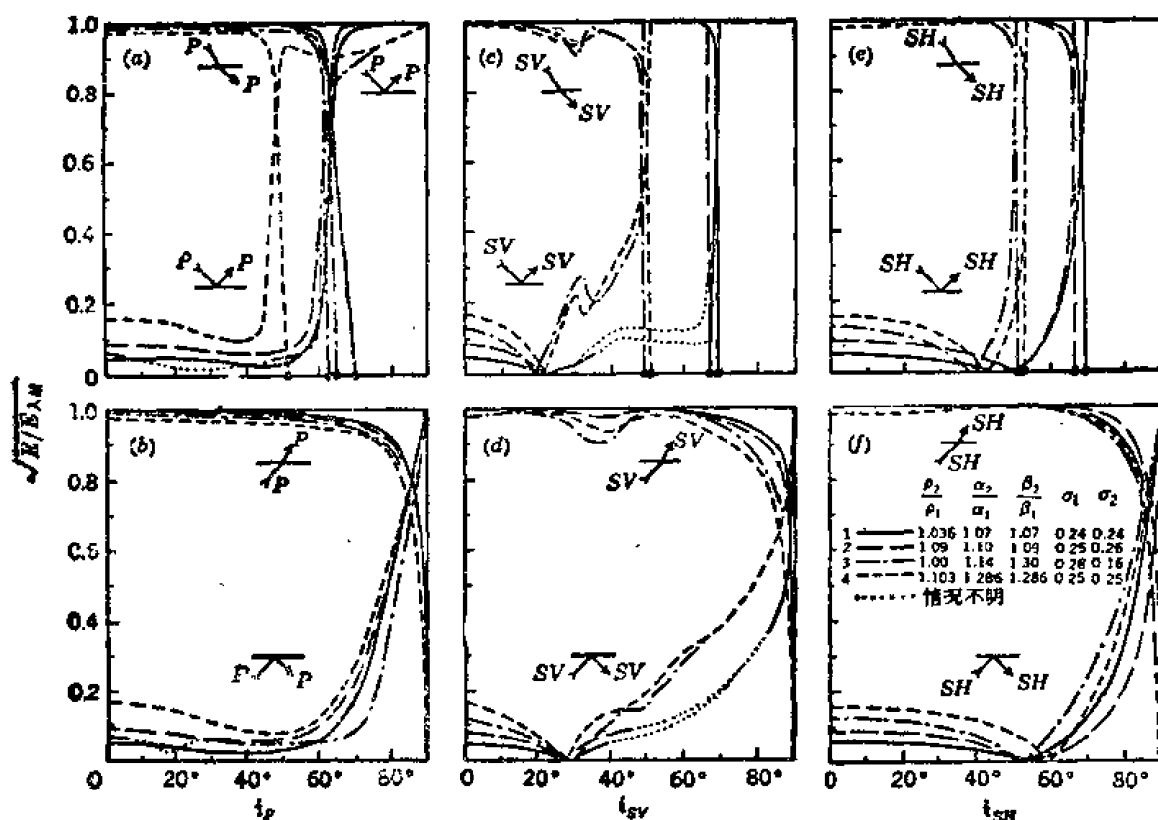 (a)
P
P
P
P
P
P
1.0
0.8
0.6
0.4
0.2
0
(c)
SV
SV
SV
SV
(e)
SH
SH
SH
SH
(b)
P
P
P
P
1.0
0.8
0.6
0.4
0.2
0 20° 40° 60° 80°
i_P
(d)
SV
SV
SV
SV
0 20° 40° 60° 80°
i_SV
(f)
SH
SH
ρ₂/ρ₁ α₂/α₁ β₂/β₁ σ₁ σ₂
1 1.036 1.07 1.07 0.24 0.24
2 1.09 1.10 1.09 0.25 0.26
3 1.00 1.14 1.30 0.28 0.16
4 1.103 1.286 1.286 0.25 0.25
情况不明
SH
SH
0 20° 40° 60° 80°
i_SH
√E/E入射